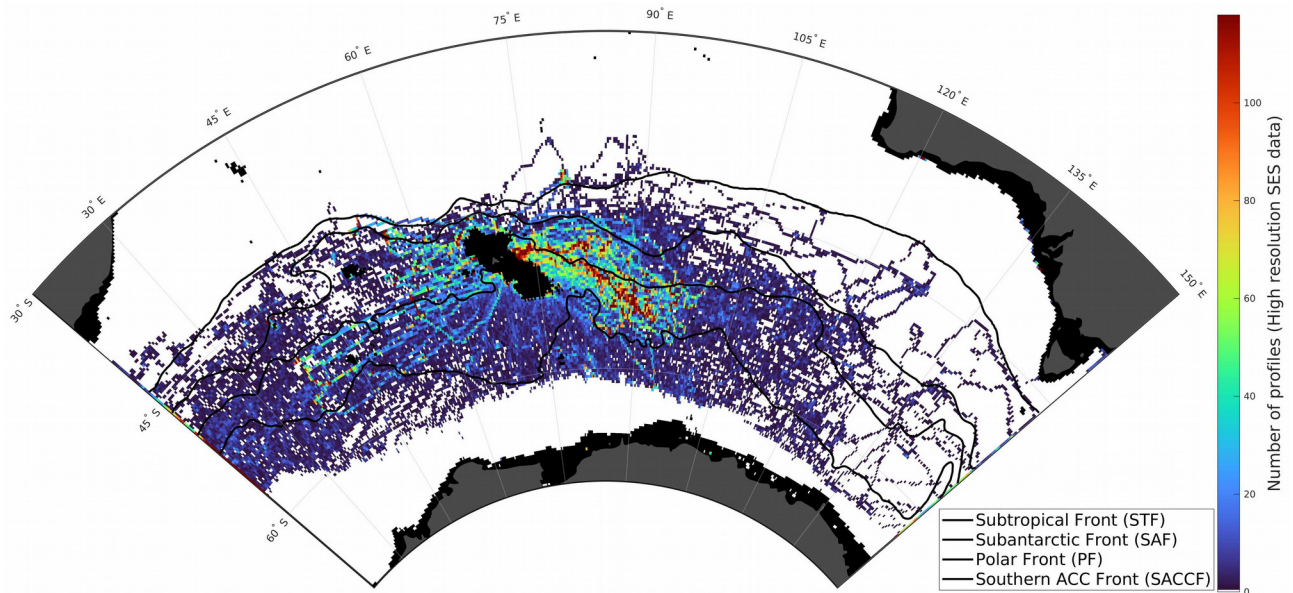 75° E
90° E
60° E
105° E
45° E
120° E
30° E
135° E
150° E
30° S
45° S
60° S
100
80
60
40
20
0
Number of profiles (High resolution SES data)
Subtropical Front (STF)
Subantarctic Front (SAF)
Polar Front (PF)
Southern ACC Front (SACCF)